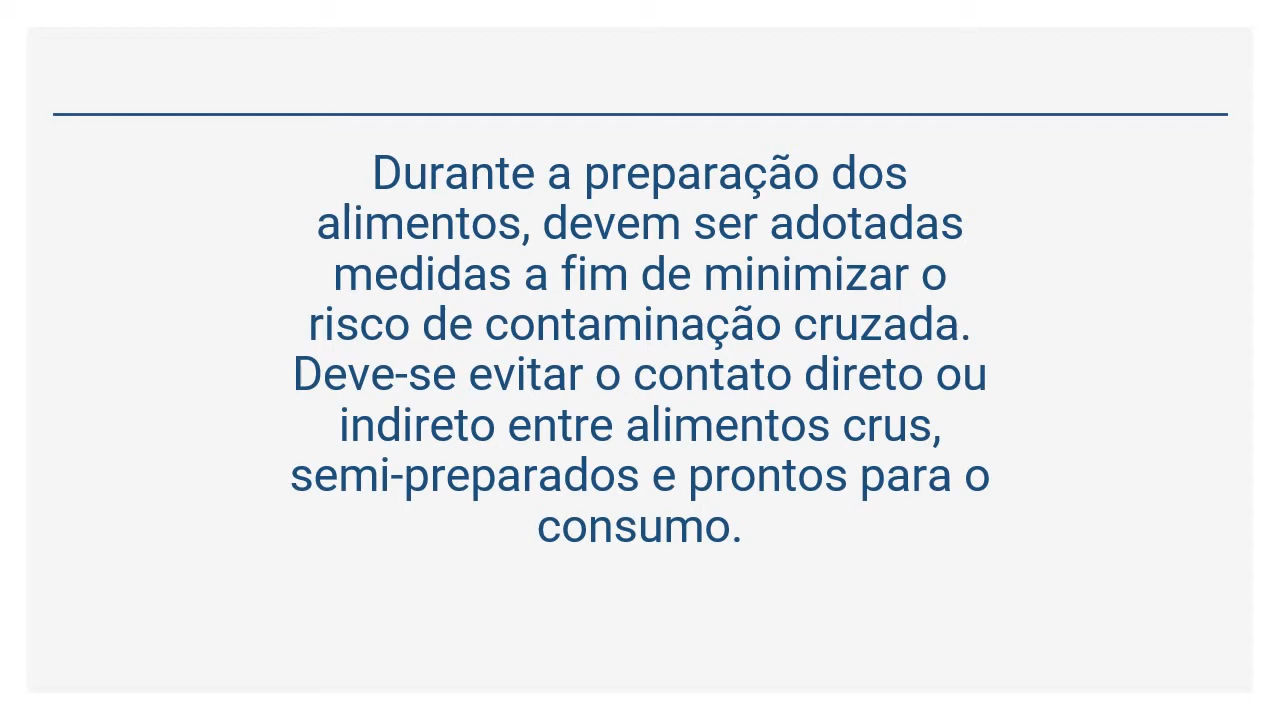 Durante a preparação dos
alimentos, devem ser adotadas
medidas a fim de minimizar o
risco de contaminação cruzada.
Deve-se evitar o contato direto ou
indireto entre alimentos crus,
semi-preparados e prontos para o
consumo.